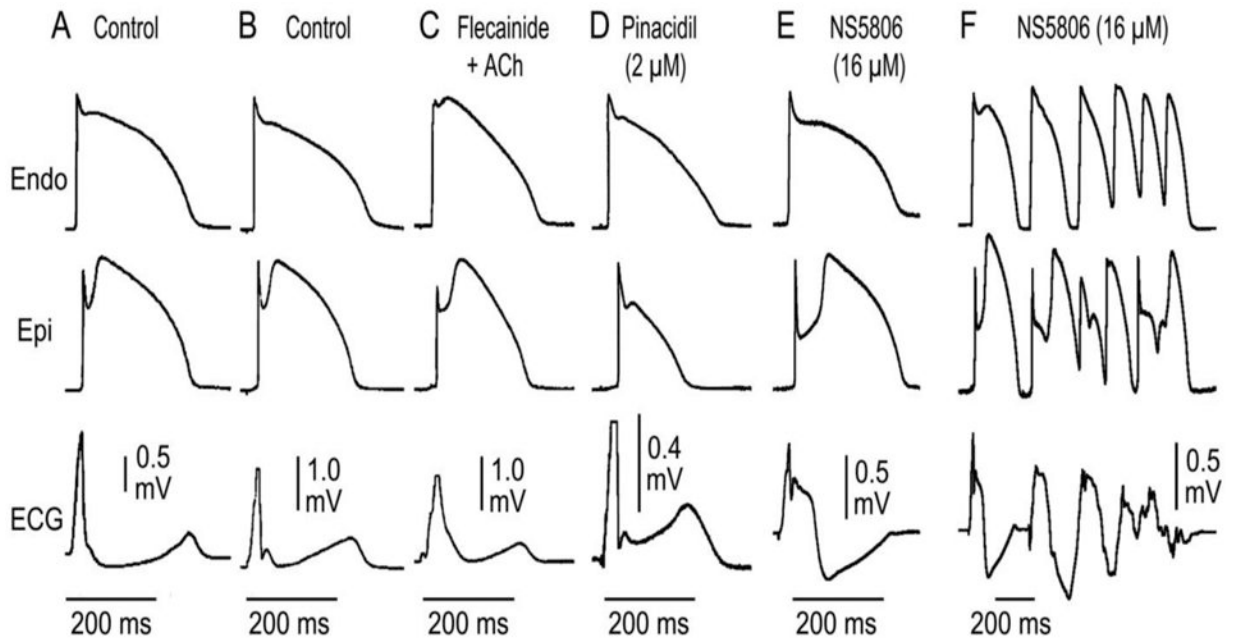 A Control
B Control
C Flecainide
+ ACh
D Pinacidil
(2 µM)
E NS5806
(16 µM)
F NS5806 (16 µM)
Endo
Epi
ECG
0.5
mV
1.0
mV
1.0
mV
0.4
mV
0.5
mV
0.5
mV
200 ms
200 ms
200 ms
200 ms
200 ms
200 ms